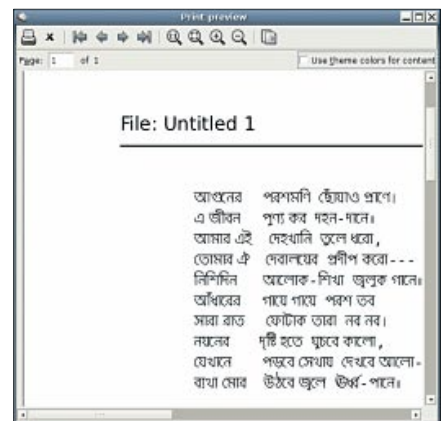 Print preview
Page: 1 of 1 Use theme colors for content
File: Untitled 1
আগুনের পরশমণি ছোঁয়াও প্রাণে।
এ জীবন পুণ্য কর দহন-দানে।
আমার এই দেহখানি তুলে ধরো,
তোমার ঐ দেবালয়ের প্রদীপ করো---
নিশিদিন আলোক-শিখা জ্বলুক গানে।
আঁধারের গায়ে গায়ে পরশ তব
সারা রাত ফোটাক তারা নব নব।
নয়নের দৃষ্টি হতে ঘুচবে কালো,
যেখানে পড়বে সেথায় দেখবে আলো-
ব্যথা মোর উঠবে জ্বলে ঊর্ধ্ব-পানে।